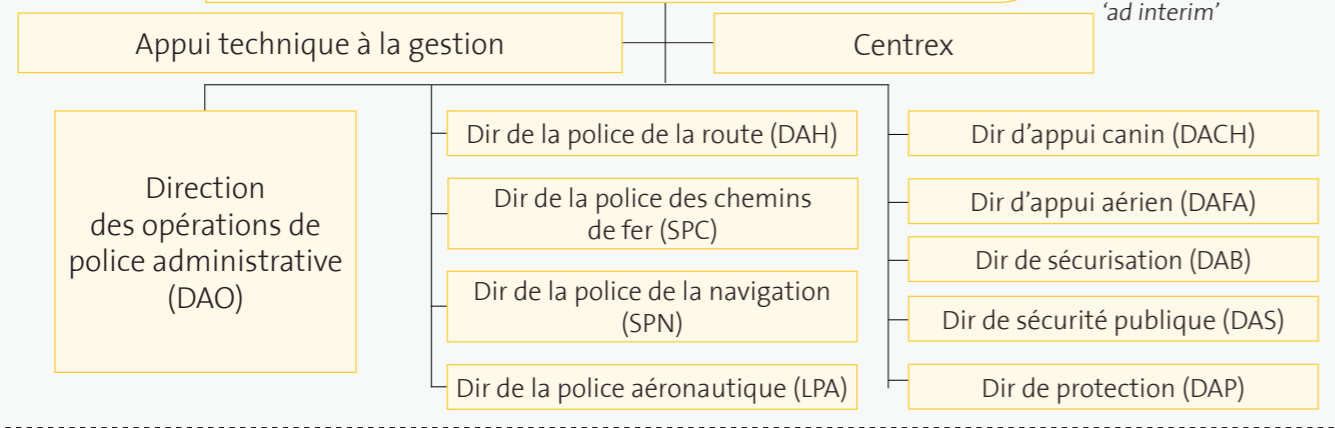 ‘ad interim’
Appui technique à la gestion
Centrex
Direction
des opérations de
police administrative
(DAO)
Dir de la police de la route (DAH)
Dir de la police des chemins
de fer (SPC)
Dir de la police de la navigation
(SPN)
Dir de la police aéronautique (LPA)
Dir d’appui canin (DACH)
Dir d’appui aérien (DAFA)
Dir de sécurisation (DAB)
Dir de sécurité publique (DAS)
Dir de protection (DAP)